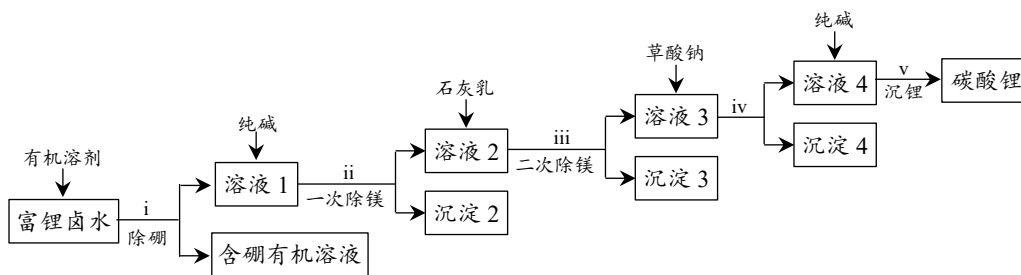 有机溶剂
富锂卤水
i
除硼
含硼有机溶液
纯碱
溶液 1
ii
一次除镁
沉淀 2
石灰乳
溶液 2
iii
二次除镁
沉淀 3
草酸钠
溶液 3
iv
沉淀 4
纯碱
溶液 4
v
沉锂
碳酸锂